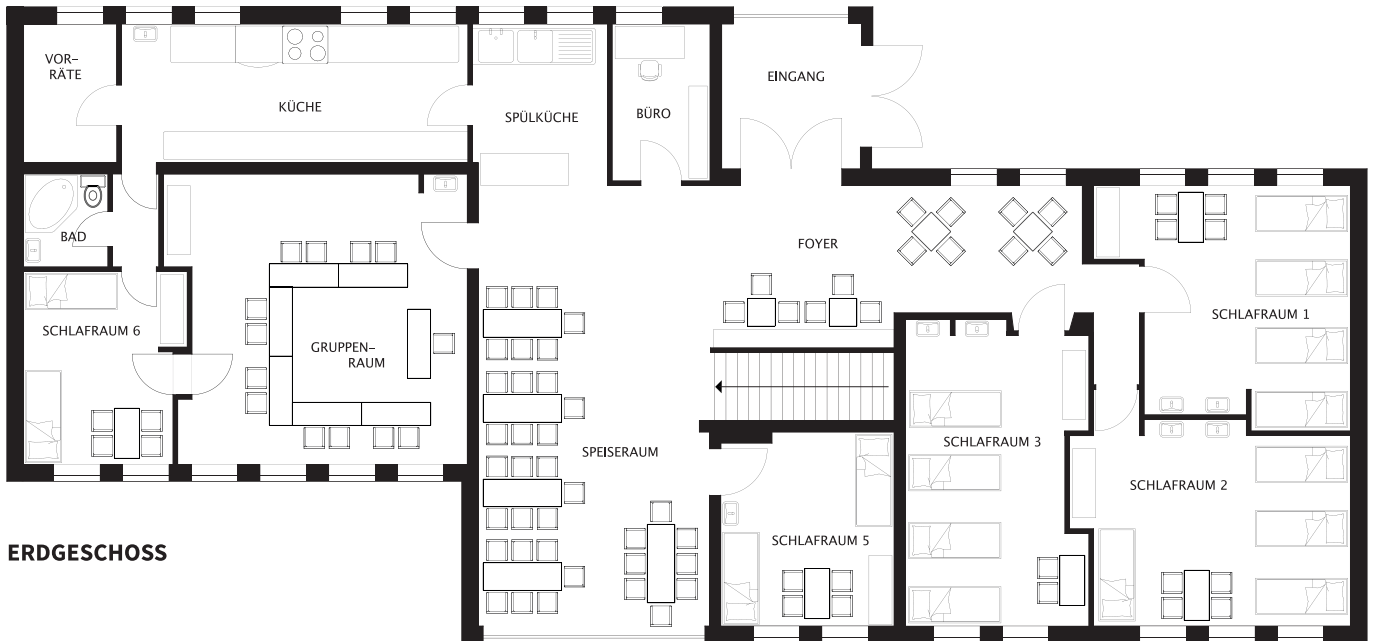 VOR-
RÄTE
KÜCHE
SPÜLKÜCHE
BÜRO
EINGANG
BAD
FOYER
SCHLAFRAUM 6
GRUPPEN-
RAUM
SCHLAFRAUM 1
SPEISERAUM
SCHLAFRAUM 3
SCHLAFRAUM 2
SCHLAFRAUM 5
ERDGESCHOSS